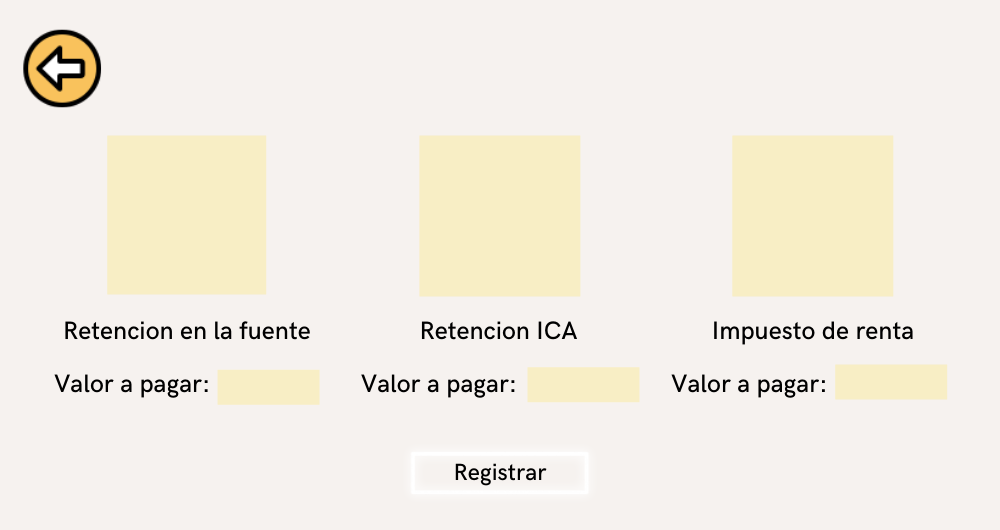 Retencion en la fuente
Retencion ICA
Impuesto de renta
Valor a pagar:
Valor a pagar:
Valor a pagar:
Registrar